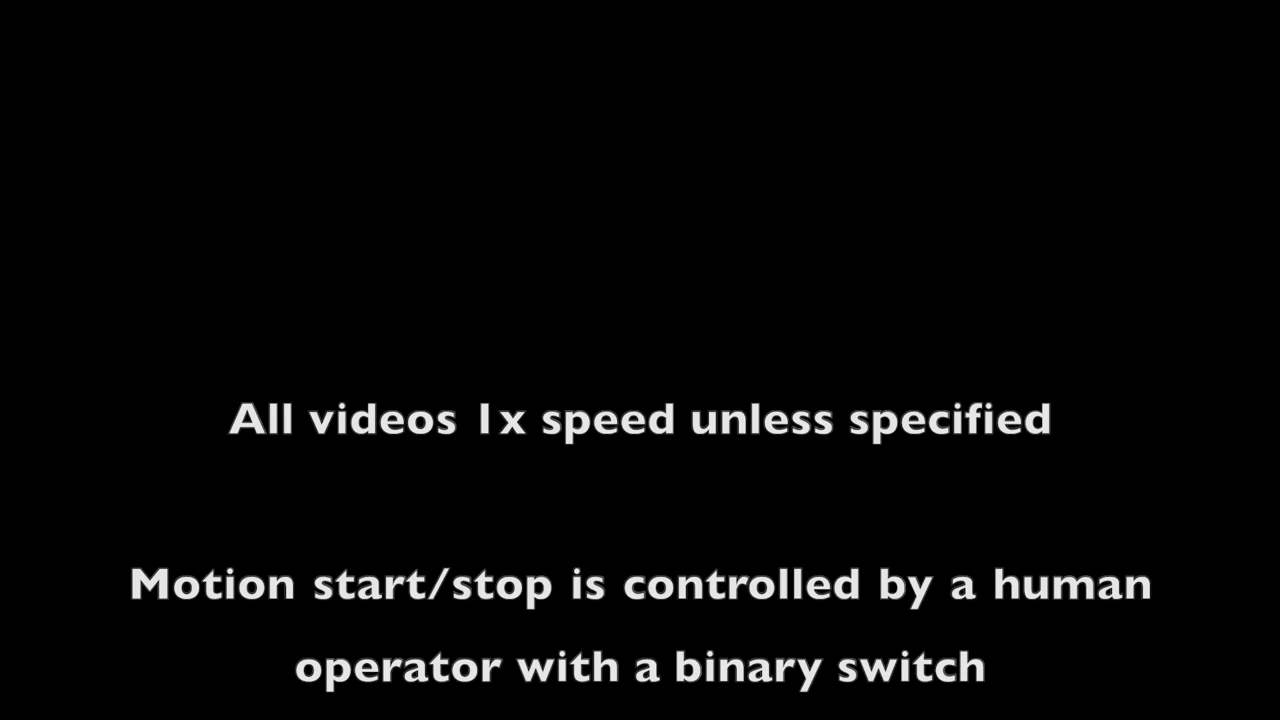 All videos 1x speed unless specified
Motion start/stop is controlled by a human
operator with a binary switch